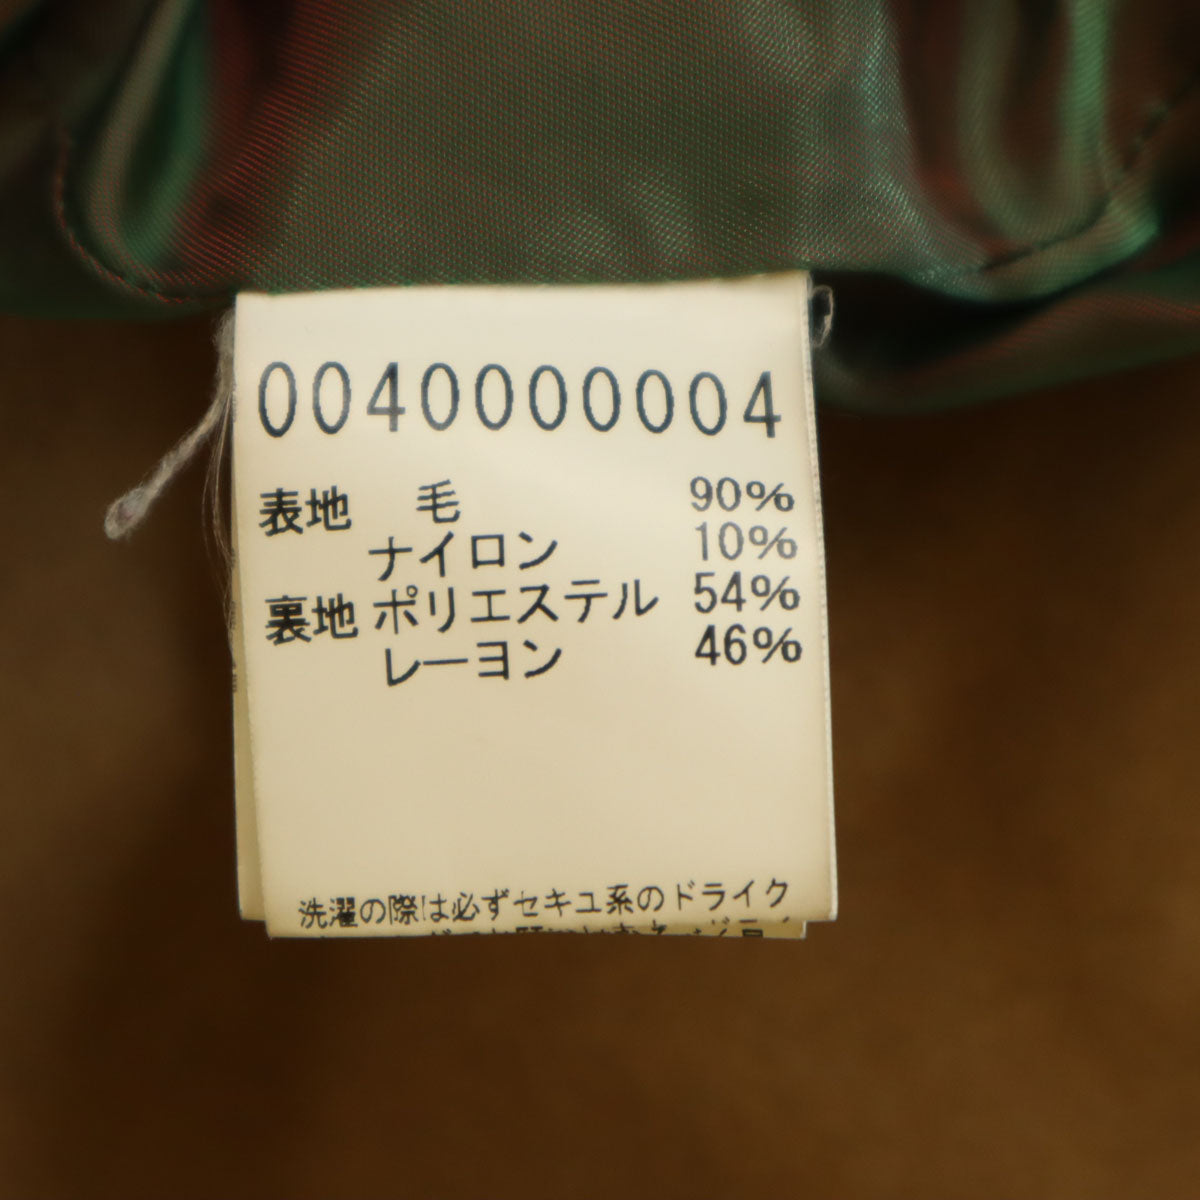 0040000004
表地 毛 90%
ナイロン 10%
裏地 ポリエステル 54%
レーヨン 46%
洗濯の際は必ずセキユ系のドライク